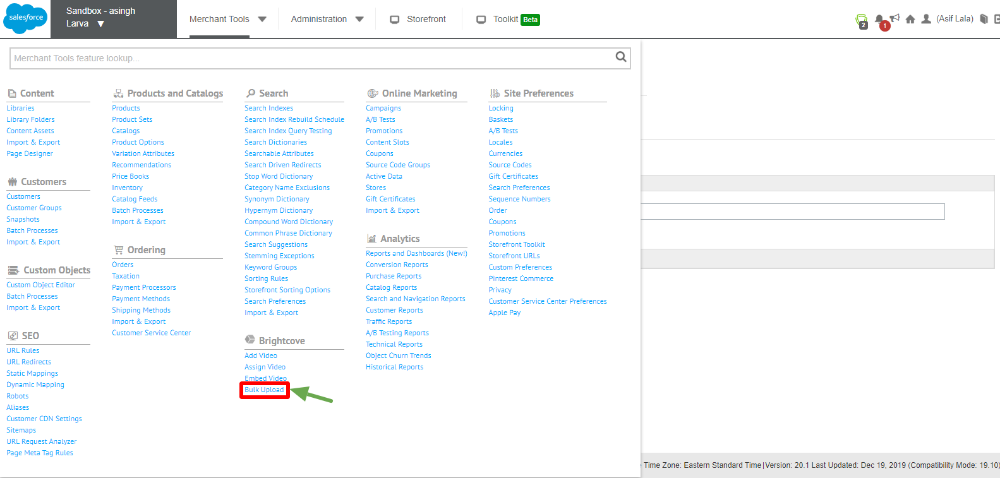 salesforce
Sandbox - asingh
Larva
Merchant Tools
Administration
Storefront
Toolkit Beta
2
1
(Asif Lala)
Merchant Tools feature lookup...
Content
Libraries
Library Folders
Content Assets
Import & Export
Page Designer
Customers
Customers
Customer Groups
Snapshots
Batch Processes
Import & Export
Custom Objects
Custom Object Editor
Batch Processes
Import & Export
SEO
URL Rules
URL Redirects
Static Mappings
Dynamic Mapping
Robots
Aliases
Customer CDN Settings
Sitemaps
URL Request Analyzer
Page Meta Tag Rules
Products and Catalogs
Products
Product Sets
Catalogs
Product Options
Variation Attributes
Recommendations
Price Books
Inventory
Catalog Feeds
Batch Processes
Import & Export
Ordering
Orders
Taxation
Payment Processors
Payment Methods
Shipping Methods
Import & Export
Customer Service Center
Search
Search Indexes
Search Index Rebuild Schedule
Search Index Query Testing
Search Dictionaries
Searchable Attributes
Search Driven Redirects
Stop Word Dictionary
Category Name Exclusions
Synonym Dictionary
Hypernym Dictionary
Compound Word Dictionary
Common Phrase Dictionary
Search Suggestions
Stemming Exceptions
Keyword Groups
Sorting Rules
Storefront Sorting Options
Search Preferences
Import & Export
Brightcove
Add Video
Assign Video
Embed Video
Bulk Upload
Online Marketing
Campaigns
A/B Tests
Promotions
Content Slots
Coupons
Source Code Groups
Active Data
Stores
Gift Certificates
Import & Export
Analytics
Reports and Dashboards (New!)
Conversion Reports
Purchase Reports
Catalog Reports
Search and Navigation Reports
Customer Reports
Traffic Reports
A/B Testing Reports
Technical Reports
Object Churn Trends
Historical Reports
Site Preferences
Locking
Baskets
A/B Tests
Locales
Currencies
Source Codes
Gift Certificates
Search Preferences
Sequence Numbers
Order
Coupons
Promotions
Storefront Toolkit
Storefront URLs
Custom Preferences
Pinterest Commerce
Privacy
Customer Service Center Preferences
Apple Pay
Time Zone: Eastern Standard Time | Version: 20.1 Last Updated: Dec 19, 2019 (Compatibility Mode: 19.10)